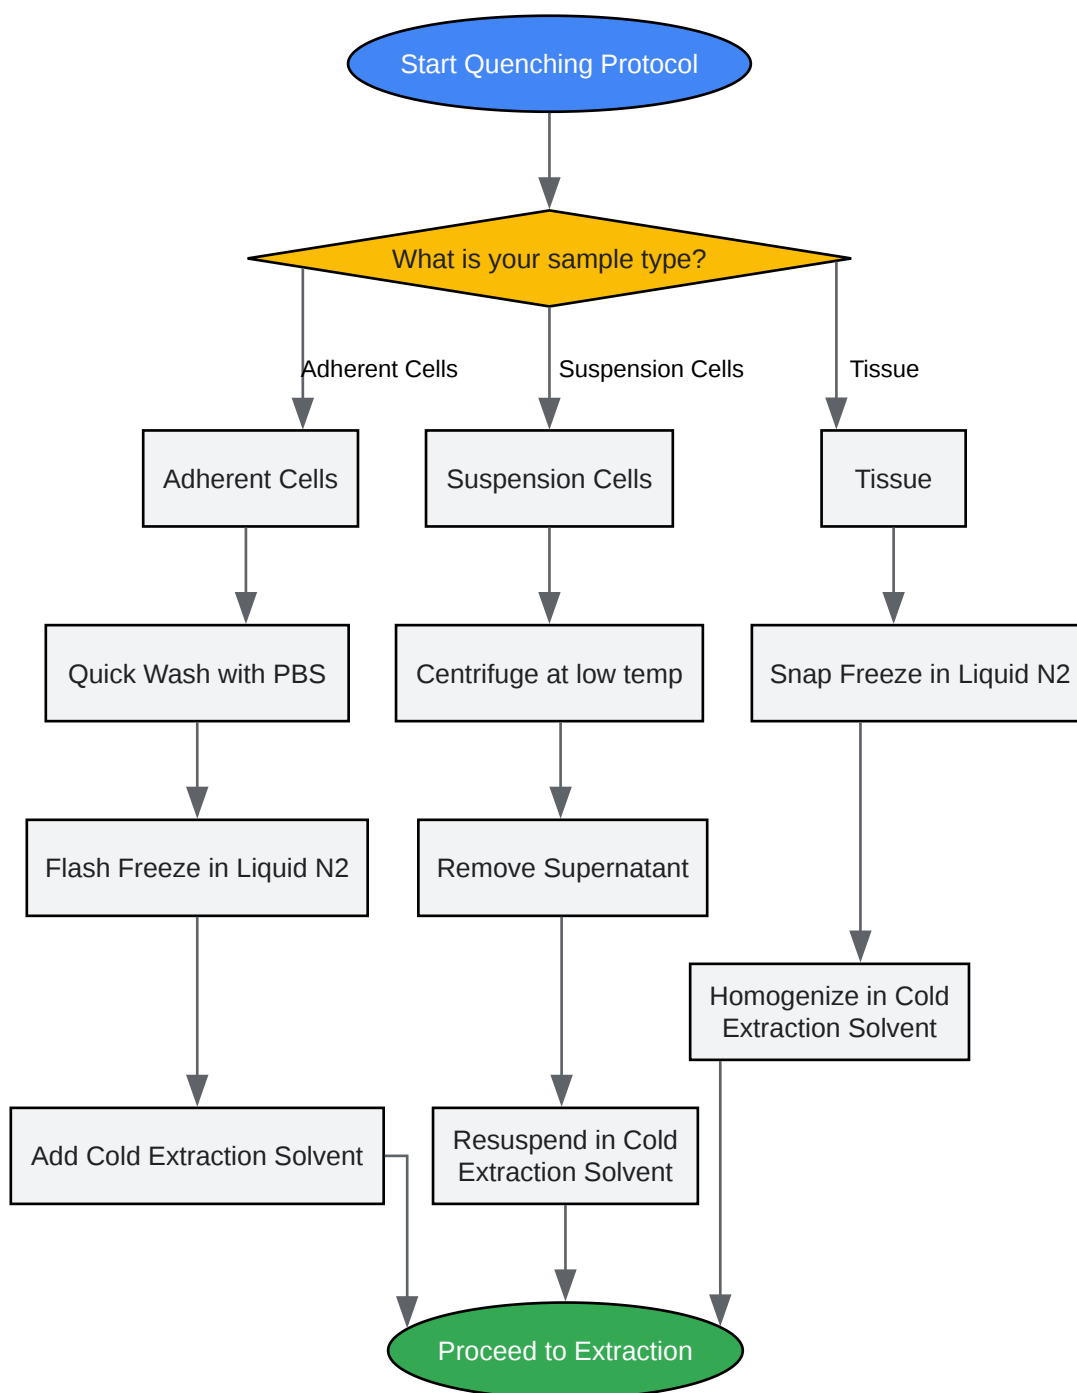 Start Quenching Protocol
What is your sample type?
Adherent Cells
Suspension Cells
Tissue
Adherent Cells
Suspension Cells
Tissue
Quick Wash with PBS
Centrifuge at low temp
Snap Freeze in Liquid N2
Flash Freeze in Liquid N2
Remove Supernatant
Homogenize in Cold
Extraction Solvent
Add Cold Extraction Solvent
Resuspend in Cold
Extraction Solvent
Proceed to Extraction